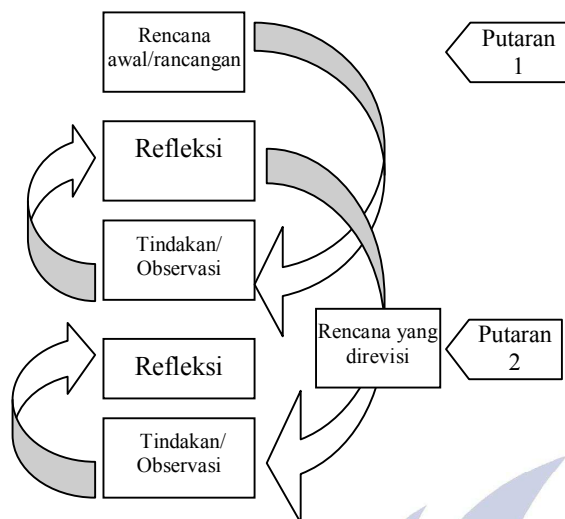 Rencana
awal/rancangan
Putaran
1
Refleksi
Tindakan/
Observasi
Rencana yang
direvisi
Putaran
2
Refleksi
Tindakan/
Observasi